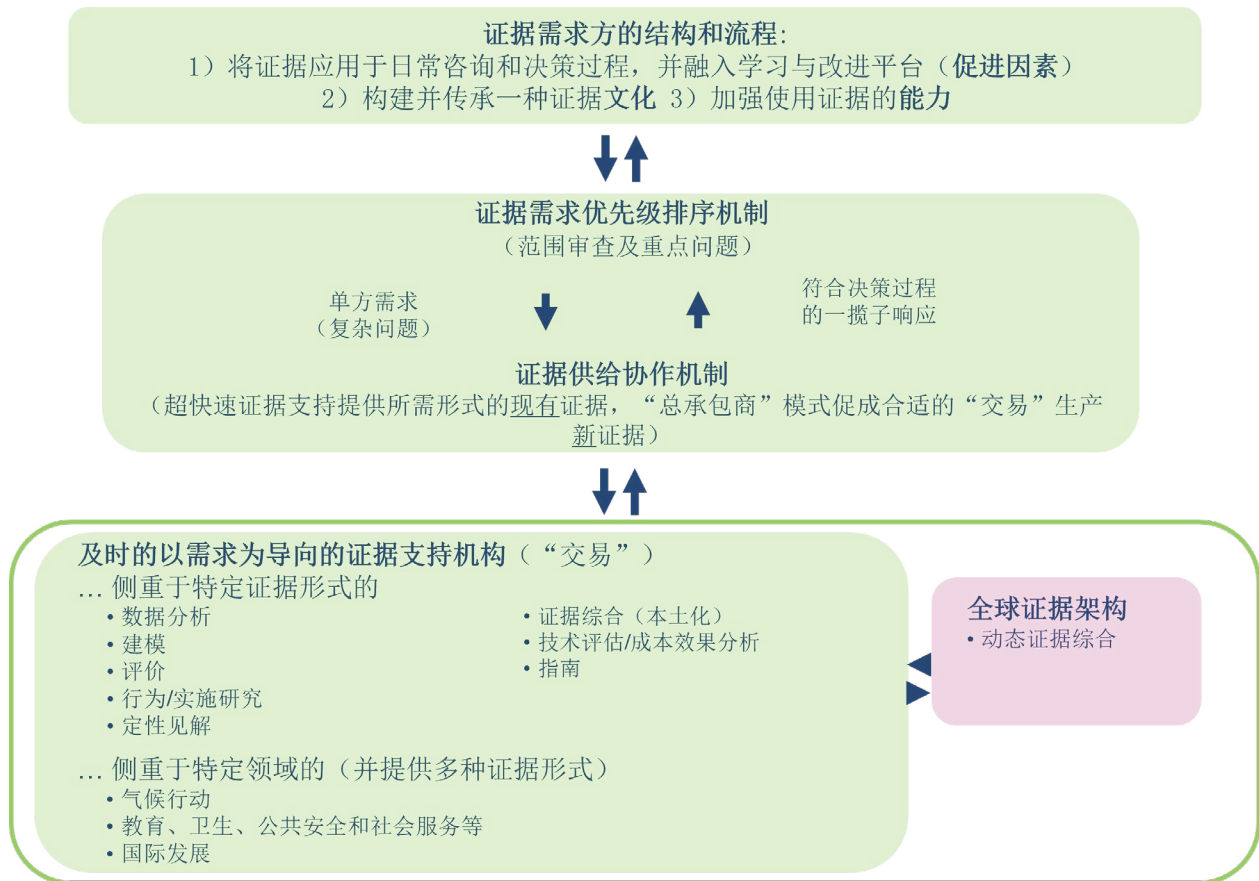 证据需求方的结构和流程:
1）将证据应用于日常咨询和决策过程，并融入学习与改进平台（促进因素）
2）构建并传承一种证据文化 3）加强使用证据的能力
证据需求优先级排序机制
（范围审查及重点问题）
单方需求
（复杂问题）
符合决策过程
的一揽子响应
证据供给协作机制
（超快速证据支持提供所需形式的现有证据，“总承包商”模式促成合适的“交易”生产
新证据）
及时的以需求为导向的证据支持机构（“交易”）
… 侧重于特定证据形式的
• 数据分析
• 建模
• 评价
• 行为/实施研究
• 定性见解
• 证据综合（本土化）
• 技术评估/成本效果分析
• 指南
… 侧重于特定领域的（并提供多种证据形式）
• 气候行动
• 教育、卫生、公共安全和社会服务等
• 国际发展
全球证据架构
• 动态证据综合